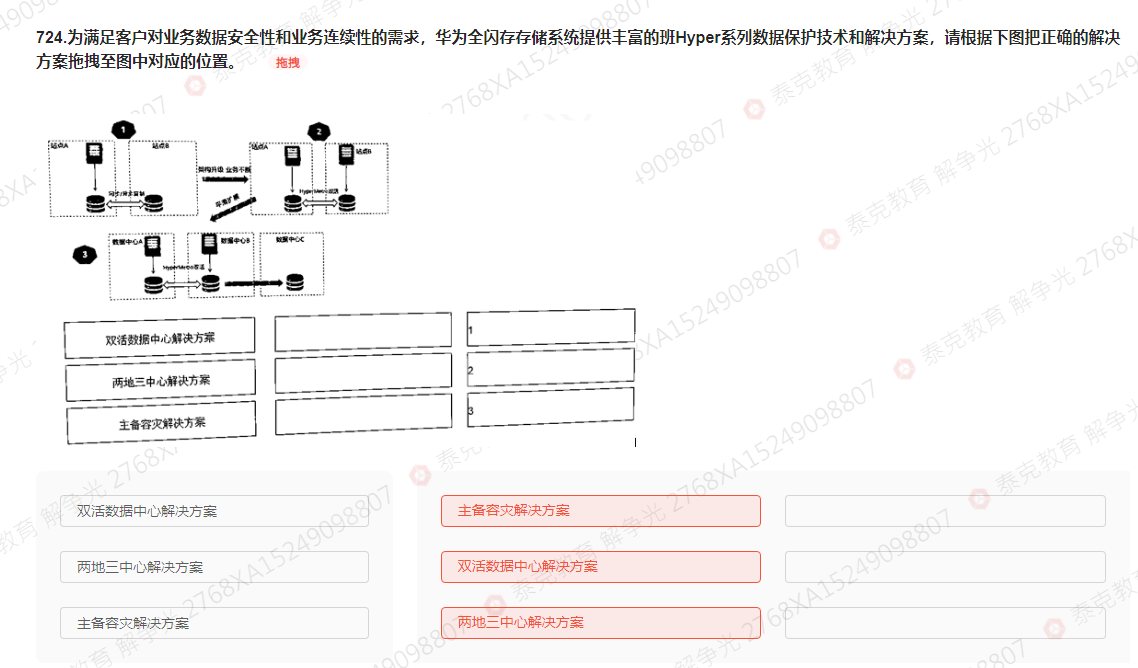 724.为满足客户对业务数据安全性和业务连续性的需求，华为全闪存存储系统提供丰富的班Hyper系列数据保护技术和解决方案，请根据下图把正确的解决
方案拖拽至图中对应的位置。 拖拽
1
2
站点A
站点B
站点A
站点B
架构升级 业务不断
HyperMetro双活
平滑扩展
3
数据中心A
数据中心B
数据中心C
HyperMetro双活
双活数据中心解决方案
1
两地三中心解决方案
2
主备容灾解决方案
3
双活数据中心解决方案
主备容灾解决方案
两地三中心解决方案
双活数据中心解决方案
主备容灾解决方案
两地三中心解决方案
泰克教育 解争光 2768XA15249098807